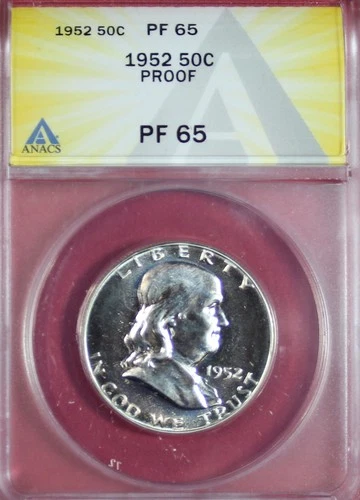 1952 50C PF 65
1952 50C
PROOF
ANACS
PF 65
LIBERTY
1952
IN GOD WE TRUST